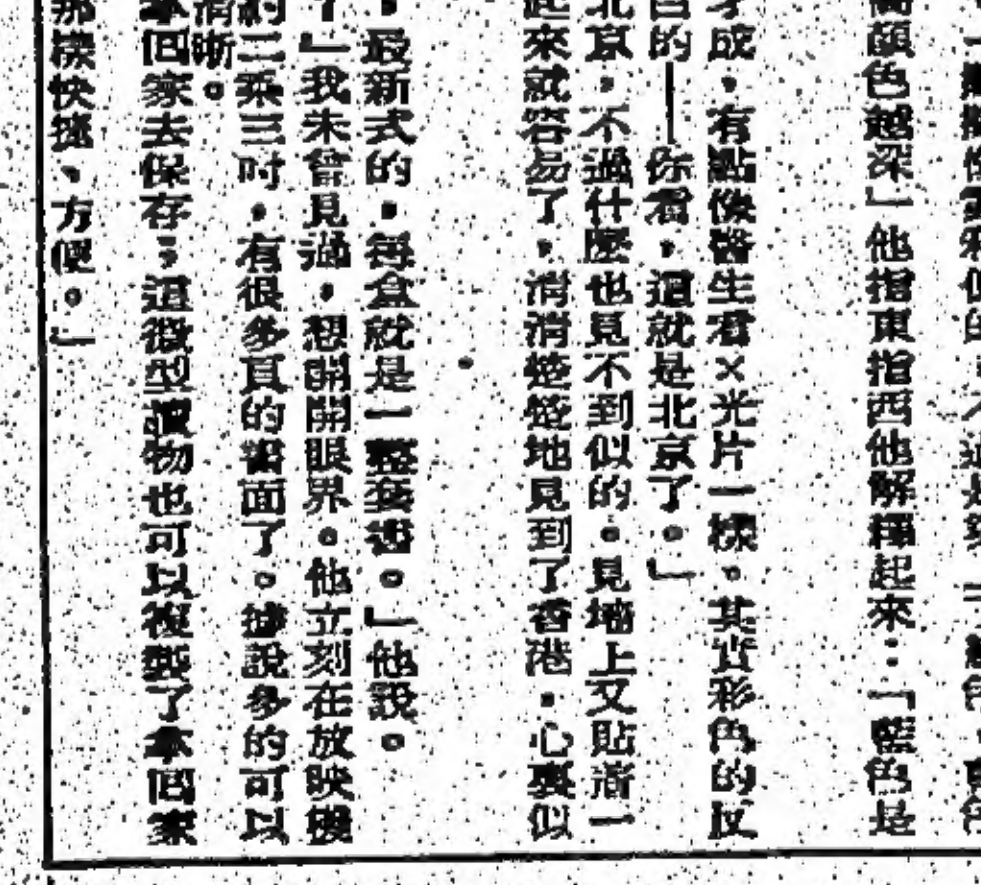 高顏色越深」他指東指西他解釋起來：「藍色是
才成，有點像醫生看×光片一樣。其實彩色的反
白的——你看，這就是北京了。」
北京，不過什麼也見不到似的。見墻上又貼着一
起來就容易了，清清楚楚地見到了香港，心裏似
，最新式的，每盒就是一整套書。」他說。
了。」我未曾見過，想開開眼界。他立刻在放映機
約二乘三吋，有很多頁的書面了。據說多的可以
清晰。
本回家去保存；這微型讀物也可以複製了拿回家
那樣快捷、方便。」